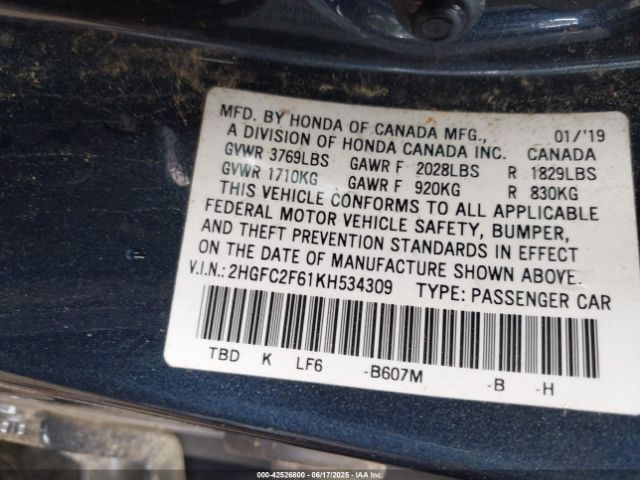 MFD. BY HONDA OF CANADA MFG., 01/'19
A DIVISION OF HONDA CANADA INC. CANADA
GVWR 3769LBS GAWR F 2028LBS R 1829LBS
GVWR 1710KG GAWR F 920KG R 830KG
THIS VEHICLE CONFORMS TO ALL APPLICABLE
FEDERAL MOTOR VEHICLE SAFETY, BUMPER,
AND THEFT PREVENTION STANDARDS IN EFFECT
ON THE DATE OF MANUFACTURE SHOWN ABOVE.
V.I.N.: 2HGFC2F61KH534309 TYPE: PASSENGER CAR
TBD K LF6 -B607M -B -H
000-42526800 06/17/2025 IAAI.COM